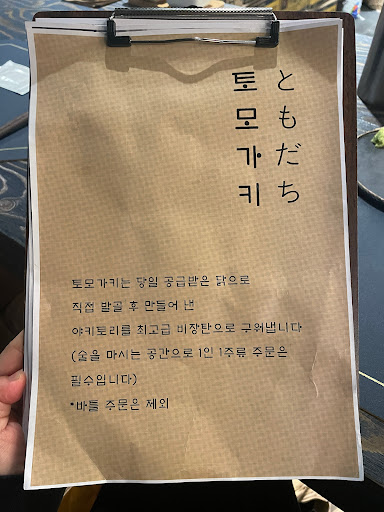 ともだち
토모가키
토모가키는 당일 공급받은 닭으로
직접 발골 후 만들어 낸
야키토리를 최고급 비장탄으로 구워냅니다
(술을 마시는 공간으로 1인 1주류 주문은
필수입니다)
*바틀 주문은 제외